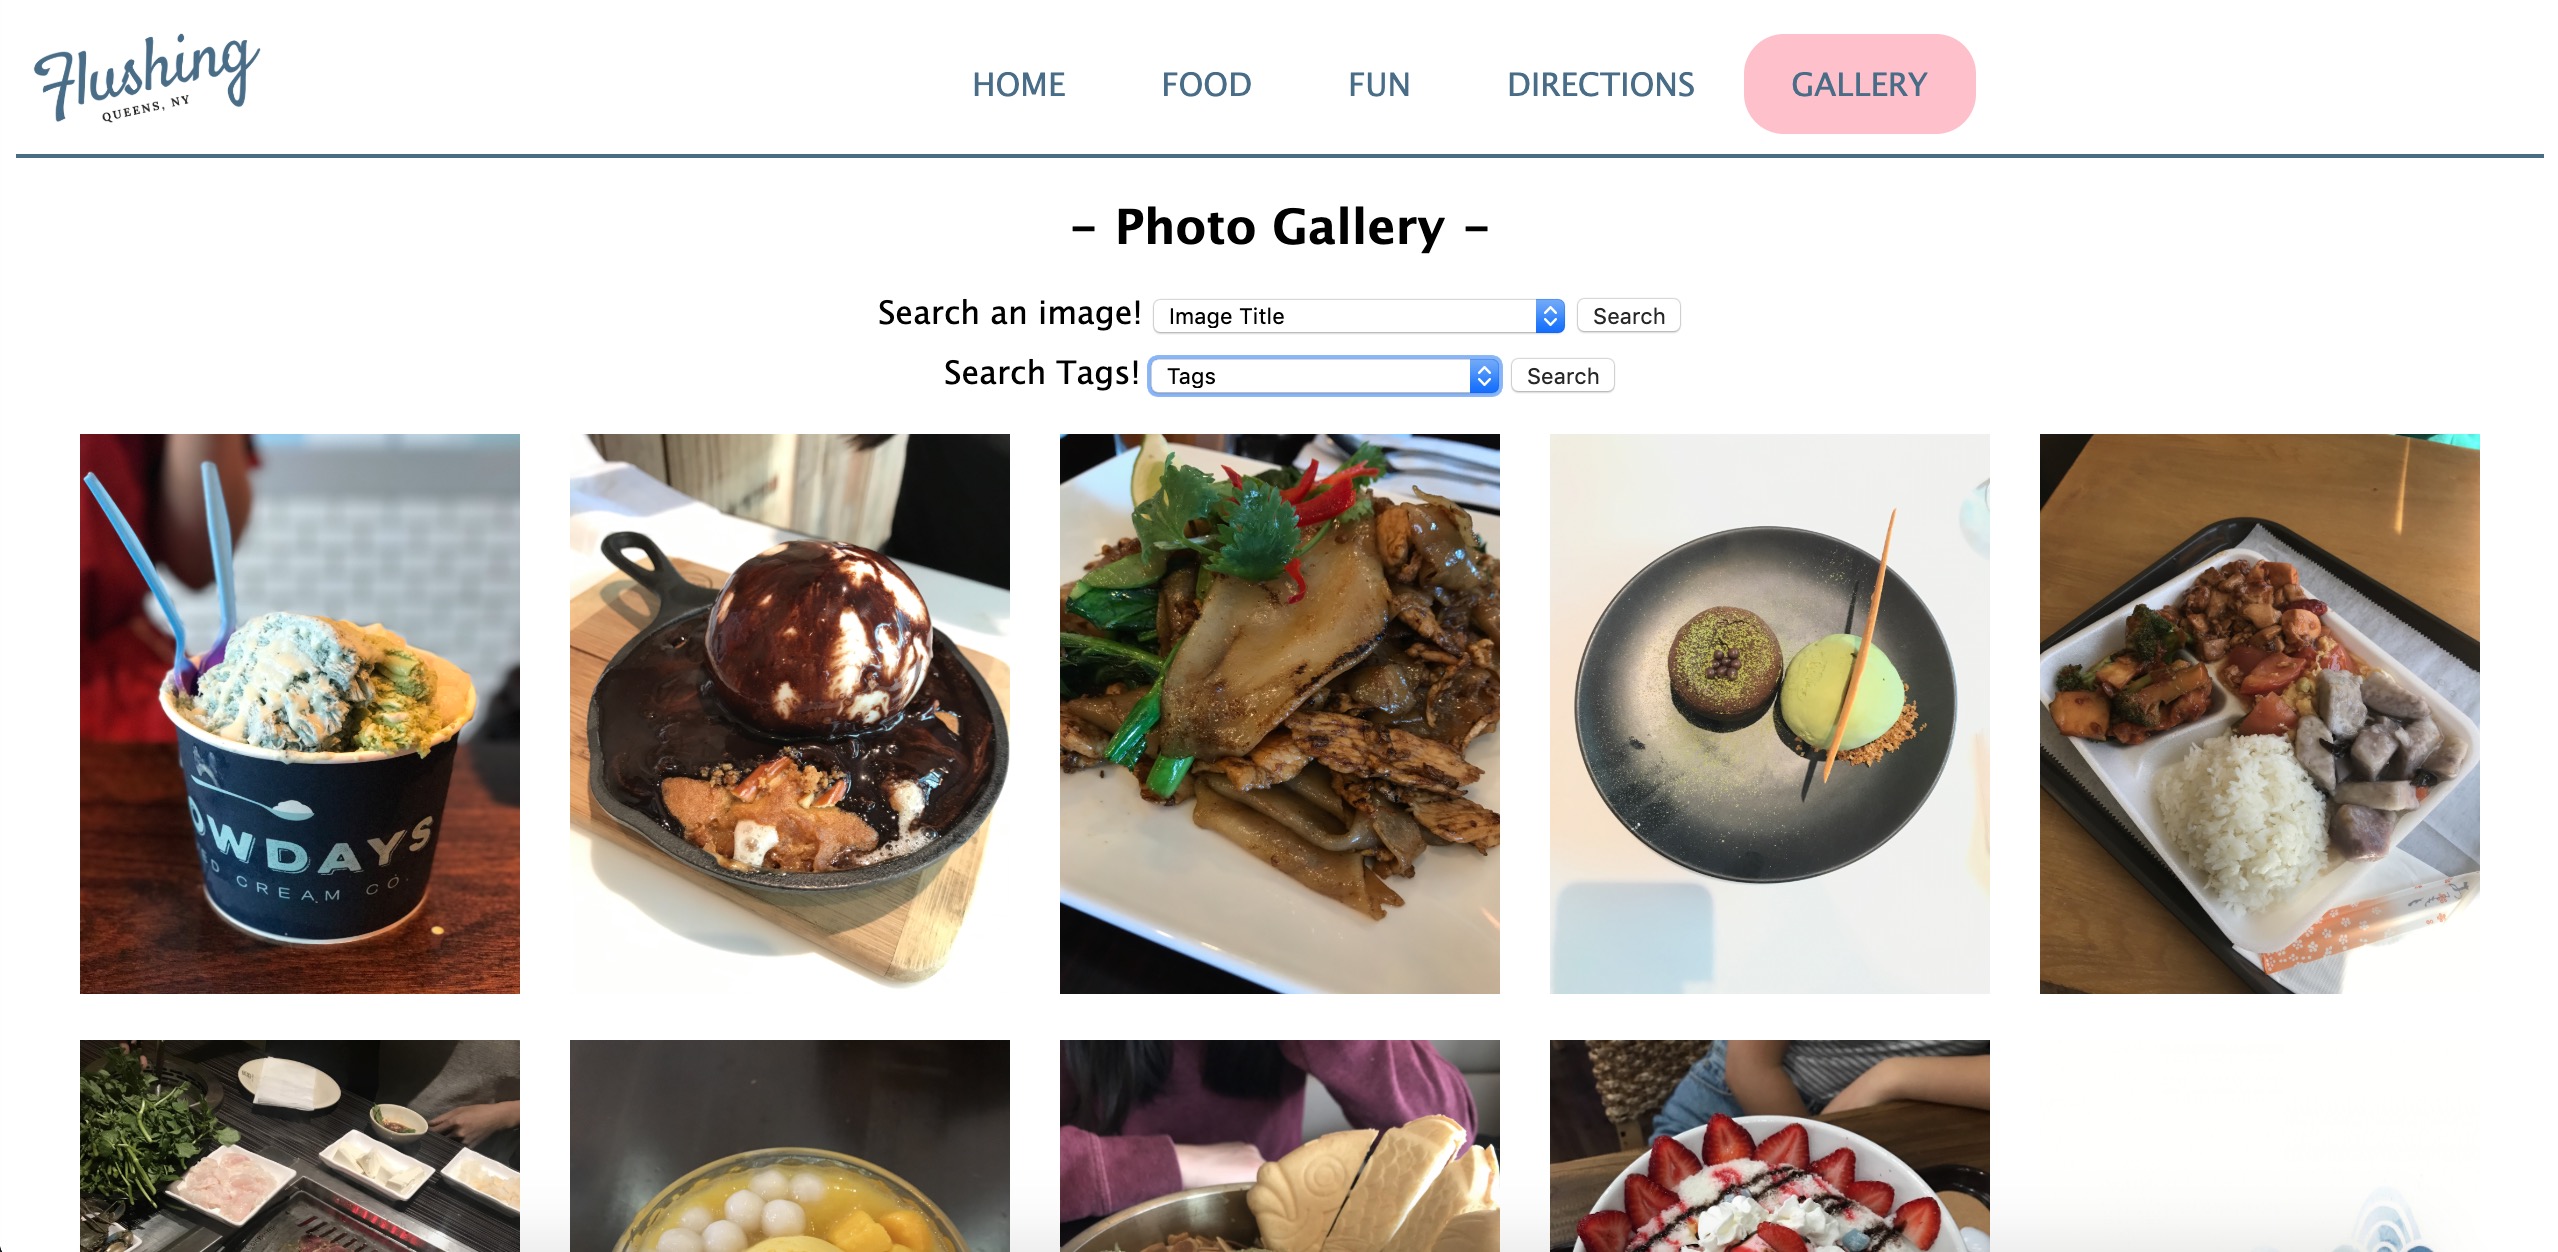 Flushing
QUEENS, NY
HOME FOOD FUN DIRECTIONS GALLERY
- Photo Gallery -
Search an image! Image Title Search
Search Tags! Tags Search
OWDAYS
CREAM CO.